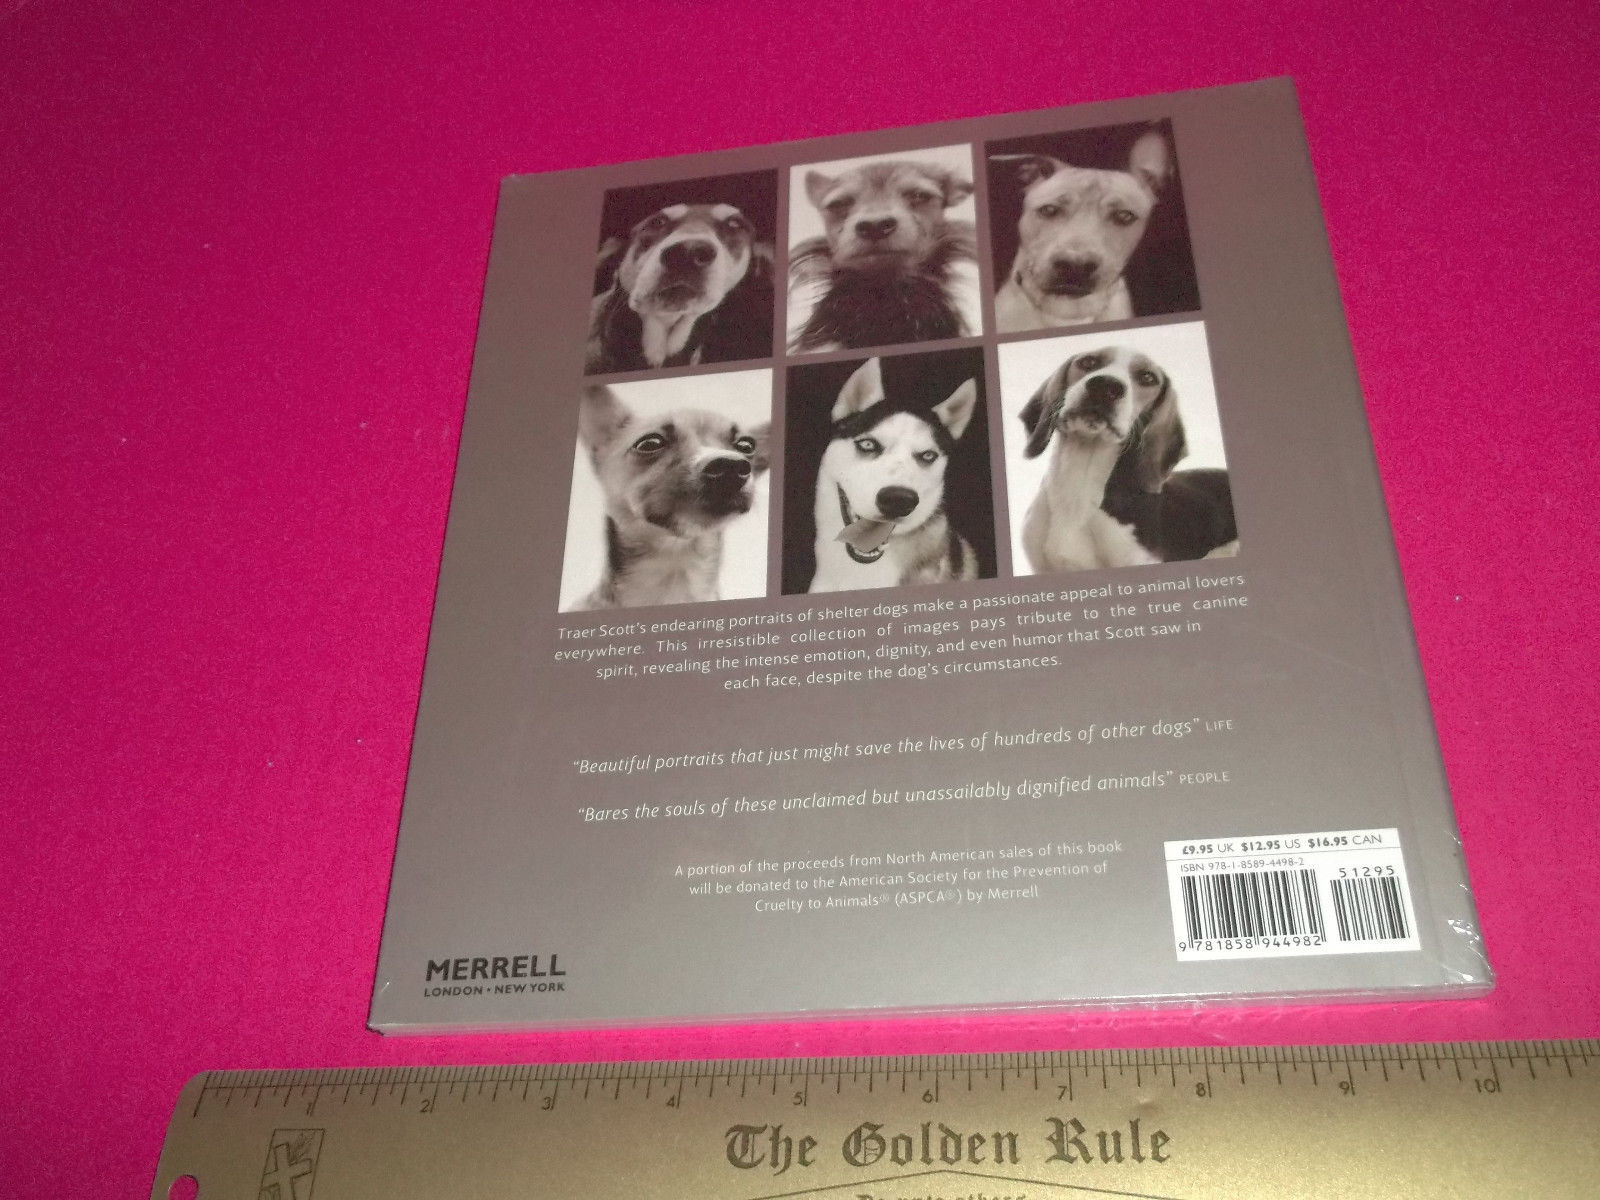 Traer Scott's endearing portraits of shelter dogs make a passionate appeal to animal lovers
everywhere. This irresistible collection of images pays tribute to the true canine
spirit, revealing the intense emotion, dignity, and even humor that Scott saw in
each face, despite the dog's circumstances.
"Beautiful portraits that just might save the lives of hundreds of other dogs" LIFE
"Bares the souls of these unclaimed but unassailably dignified animals" PEOPLE
A portion of the proceeds from North American sales of this book
will be donated to the American Society for the Prevention of
Cruelty to Animals® (ASPCA®) by Merrell
£9.95 UK $12.95 US $16.95 CAN
ISBN 978-1-8589-4498-2
51295
9 781858 944982
MERRELL
LONDON • NEW YORK
1 2 3 4 5 6 7 8 9 10
The Golden Rule